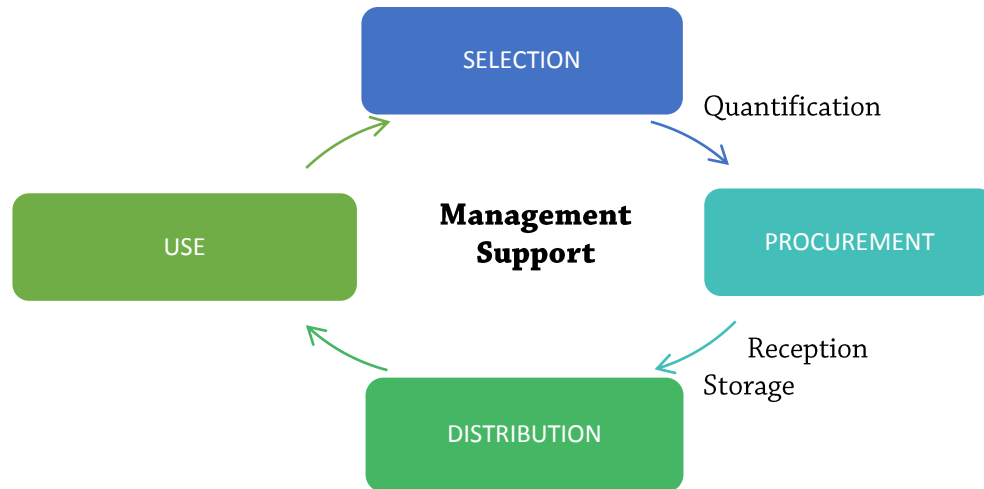 SELECTION
Quantification
Management
Support
USE
PROCUREMENT
Reception
Storage
DISTRIBUTION